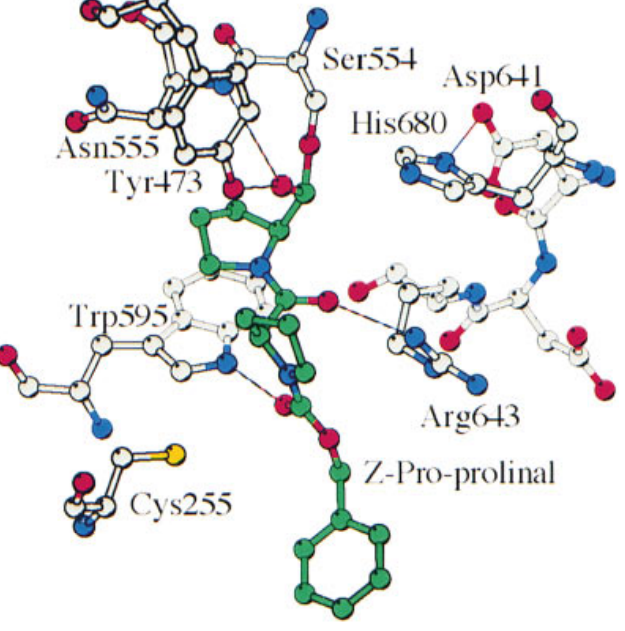 Ser554
Asp641
His680
Asn555
Tyr473
Trp595
Arg643
Z-Pro-prolinal
Cys255